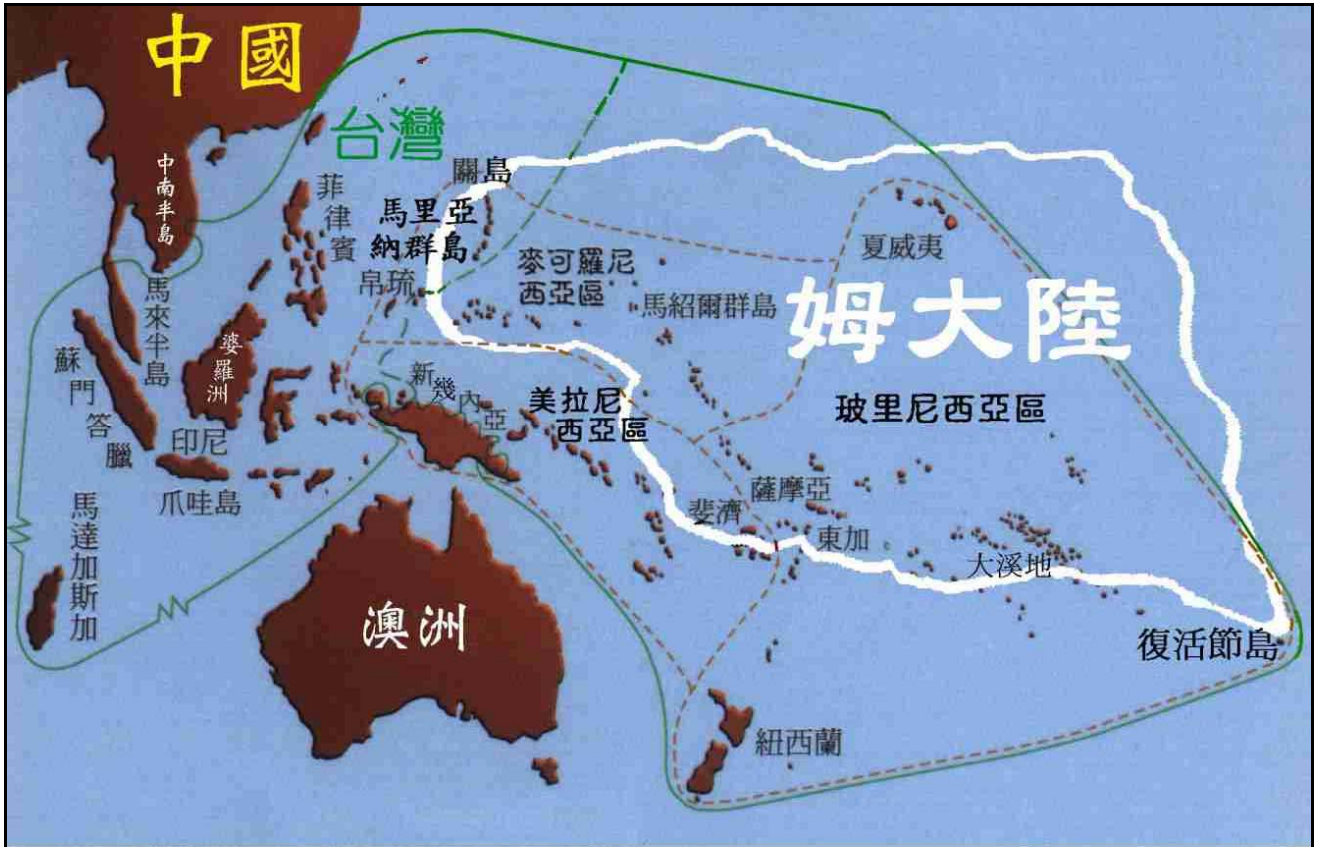 中國
台灣
中南半島
關島
菲律賓
馬里亞
納群島
夏威夷
麥可羅尼
西亞區
帛琉
馬來半島
馬紹爾群島
姆大陸
婆羅洲
蘇門答臘
新幾內亞
美拉尼
西亞區
玻里尼西亞區
印尼
爪哇島
薩摩亞
斐濟
東加
馬達加斯加
大溪地
澳洲
復活節島
紐西蘭